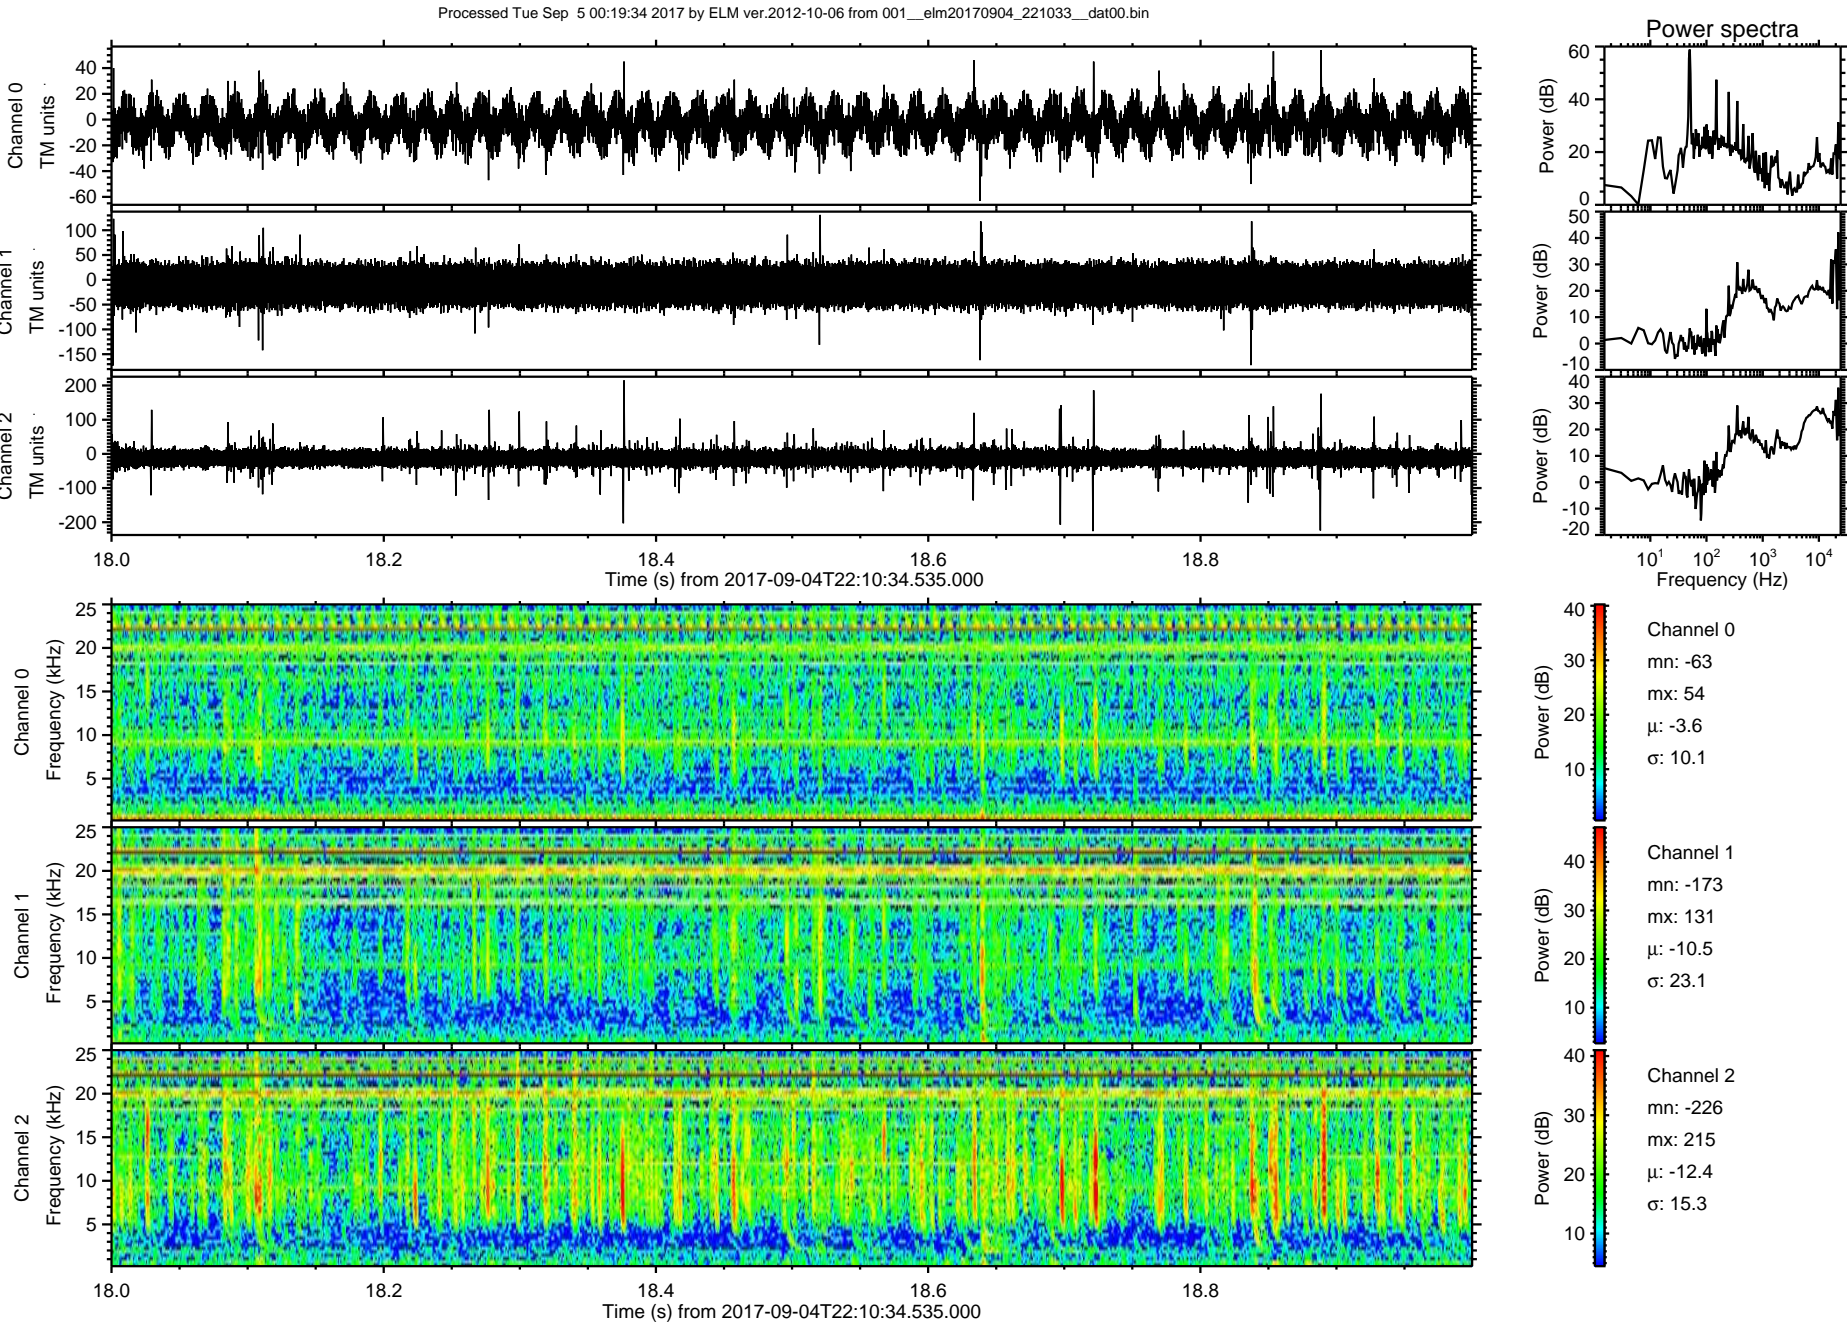 Processed Tue Sep  5 00:19:34 2017 by ELM ver.2012-10-06 from 001__elm20170904_221033__dat00.bin
Power spectra
Channel 0
TM units
40
20
0
-20
-40
-60
Power (dB)
60
40
20
0
Channel 1
TM units
100
50
0
-50
-100
-150
Power (dB)
50
40
30
20
10
0
-10
Channel 2
TM units
200
100
0
-100
-200
Power (dB)
40
30
20
10
0
-10
-20
18.0 18.2 18.4 18.6 18.8
Time (s) from 2017-09-04T22:10:34.535.000
10^1 10^2 10^3 10^4
Frequency (Hz)
Channel 0
Frequency (kHz)
25
20
15
10
5
Power (dB)
40
30
20
10
Channel 0
mn: -63
mx: 54
μ: -3.6
σ: 10.1
Channel 1
Frequency (kHz)
25
20
15
10
5
Power (dB)
40
30
20
10
Channel 1
mn: -173
mx: 131
μ: -10.5
σ: 23.1
Channel 2
Frequency (kHz)
25
20
15
10
5
Power (dB)
40
30
20
10
Channel 2
mn: -226
mx: 215
μ: -12.4
σ: 15.3
18.0 18.2 18.4 18.6 18.8
Time (s) from 2017-09-04T22:10:34.535.000